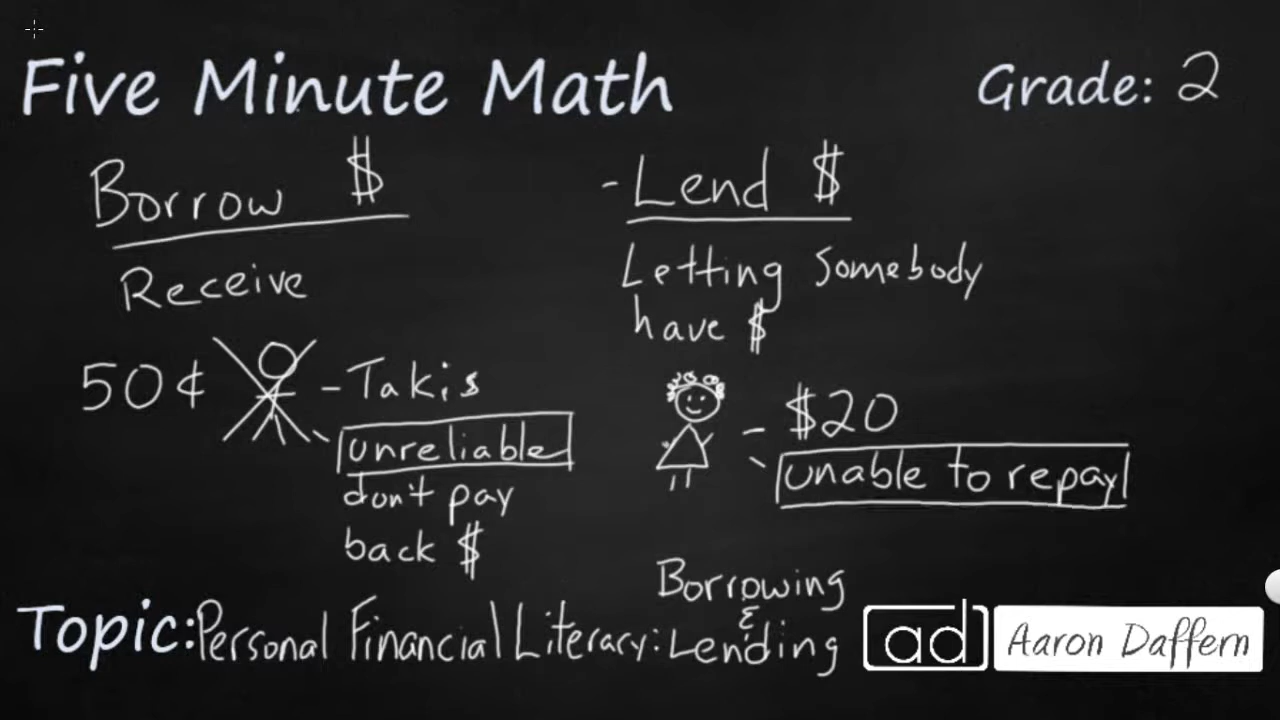 Five Minute Math
Grade: 2
Borrow $
Receive
50¢
- Takis
unreliable
don't pay
back $
- Lend $
Letting somebody
have $
- $20
unable to repay
Topic: Personal Financial Literacy: Borrowing
&
Lending
ad Aaron Daffern